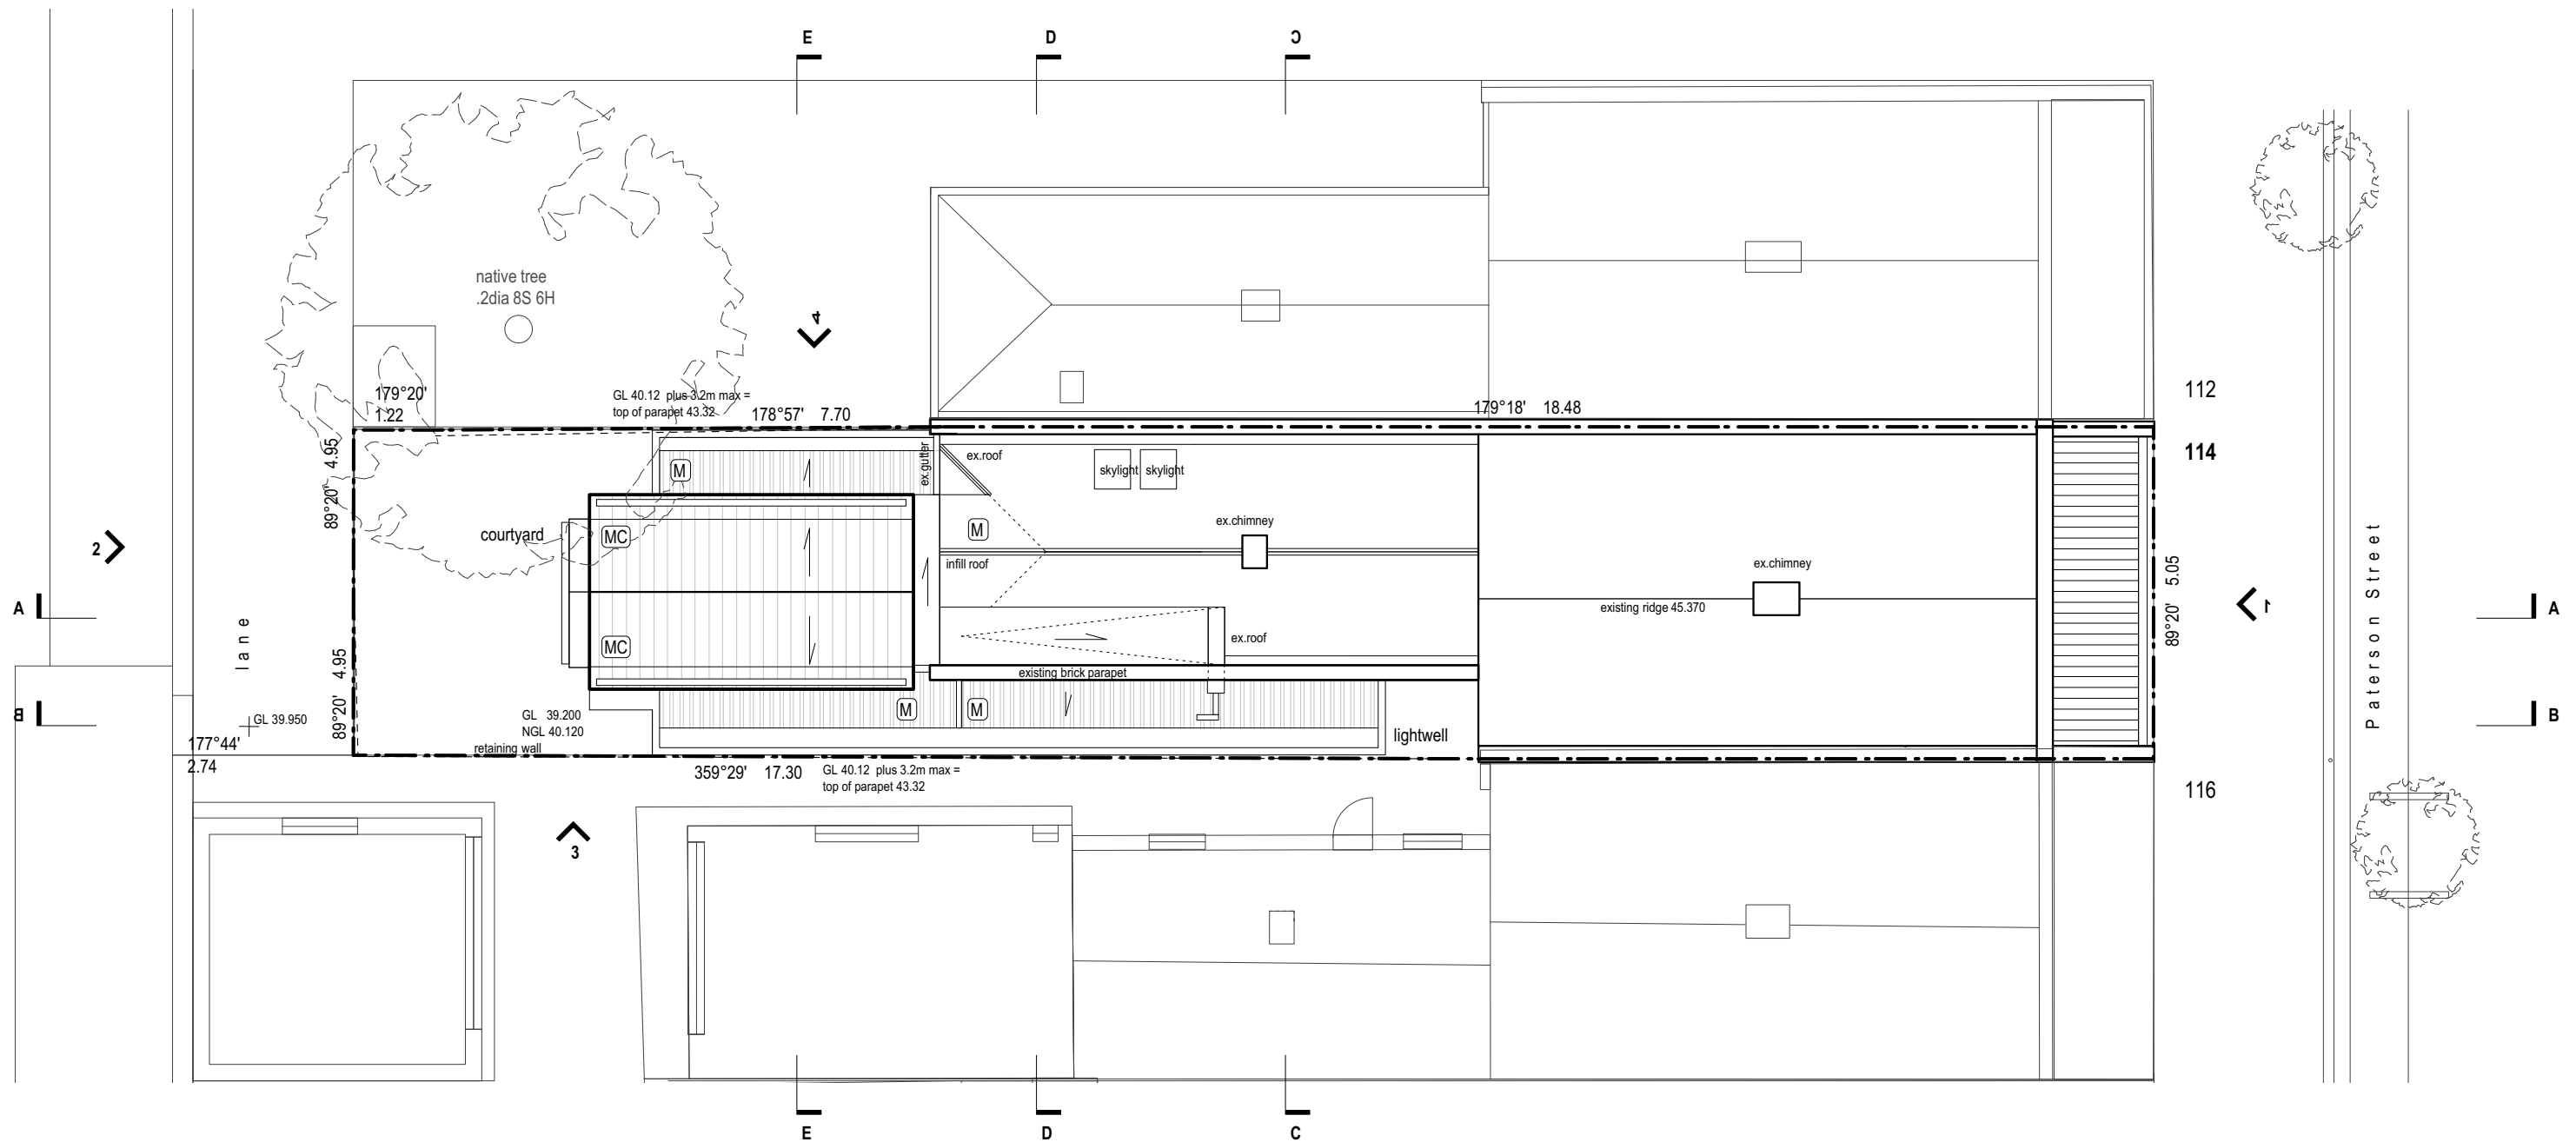 E
D
C
native tree
.2dia 8S 6H
4
112
179°20'
1.22
GL 40.12 plus 3.2m max =
top of parapet 43.32
178°57' 7.70
179°18' 18.48
114
89°20' 4.95
ex.gutter
ex.roof
M
skylight
skylight
courtyard
MC
M
ex.chimney
2
infill roof
ex.chimney
89°20' 5.05
Paterson Street
A
lane
existing ridge 45.370
1
A
MC
ex.roof
89°20' 4.95
existing brick parapet
B
GL 39.950
GL 39.200
NGL 40.120
M
M
lightwell
B
177°44'
2.74
retaining wall
359°29' 17.30
GL 40.12 plus 3.2m max =
top of parapet 43.32
116
3
E
D
C